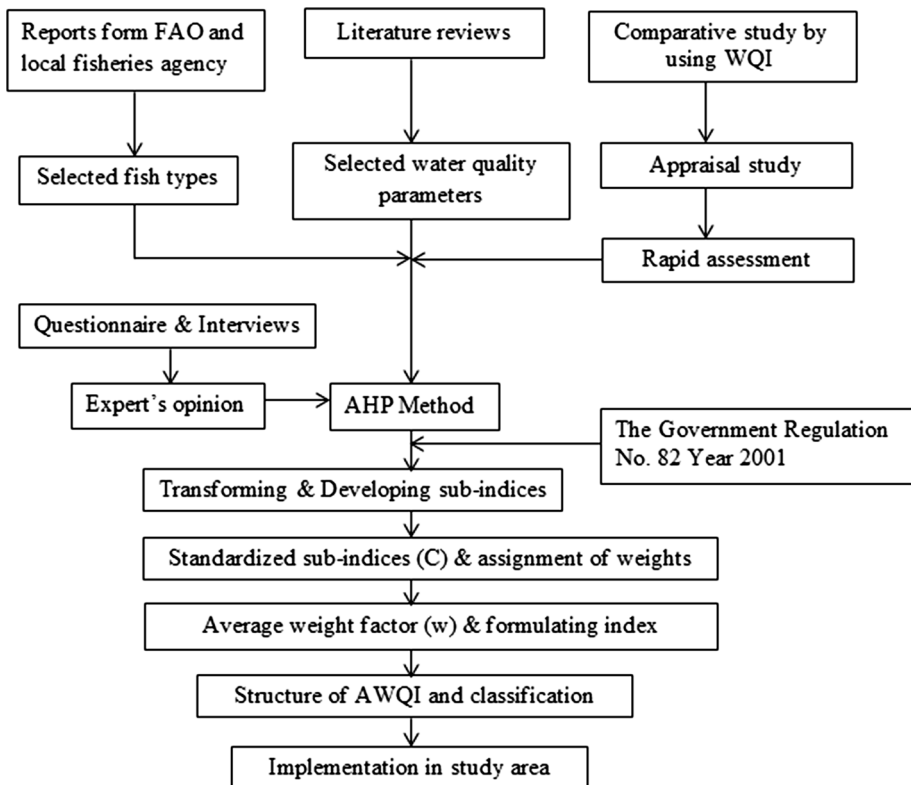 Reports form FAO and
local fisheries agency
Literature reviews
Comparative study by
using WQI
Selected fish types
Selected water quality
parameters
Appraisal study
Rapid assessment
Questionnaire & Interviews
Expert's opinion
AHP Method
The Government Regulation
No. 82 Year 2001
Transforming & Developing sub-indices
Standardized sub-indices (C) & assignment of weights
Average weight factor (w) & formulating index
Structure of AWQI and classification
Implementation in study area